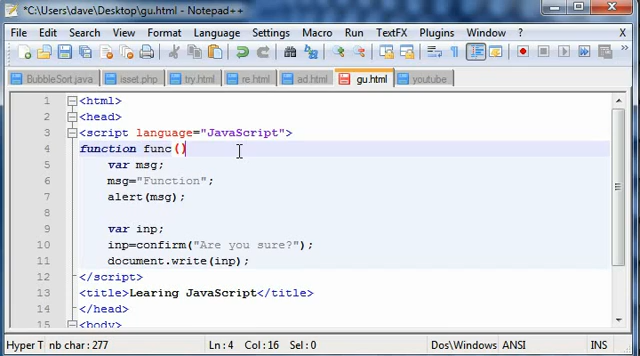 *C:\Users\dave\Desktop\gu.html - Notepad++
File Edit Search View Format Language Settings Macro Run TextFX Plugins Window ? X
BubbleSort.java isset.php try.html re.html ad.html gu.html youtube
1 <html>
2 <head>
3 <script language="JavaScript">
4 function func()
5 var msg;
6 msg="Function";
7 alert(msg);
8
9 var inp;
10 inp=confirm("Are you sure?");
11 document.write(inp);
12 </script>
13 <title>Learing JavaScript</title>
14 </head>
15 <body>
Hyper T nb char : 277 Ln : 4 Col : 16 Sel : 0 Dos\Windows ANSI INS